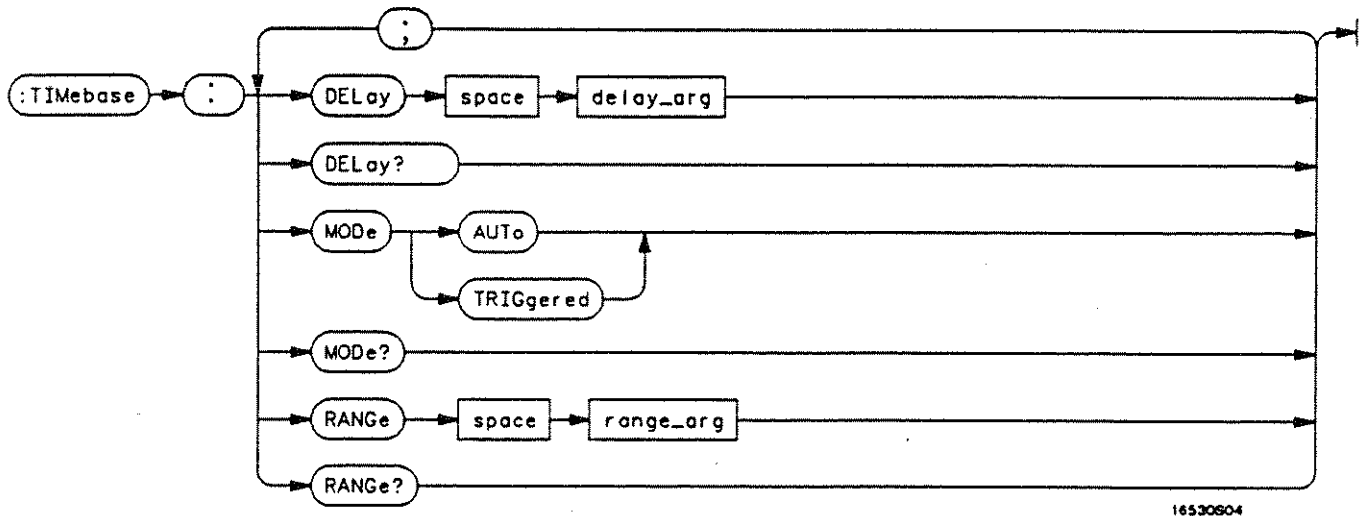 ;
:TIMebase : DELay space delay_arg
DELay?
MODe AUTo
TRIGgered
MODe?
RANGe space range_arg
RANGe?
16530S04